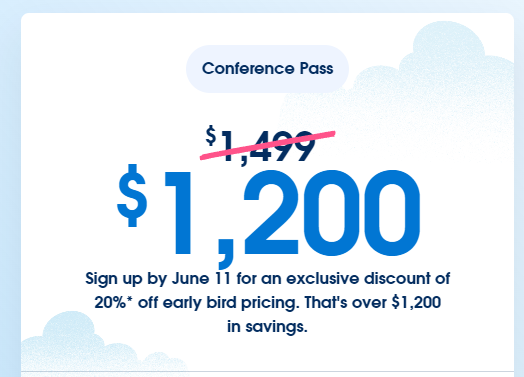 Conference Pass
$1,499
$1,200
Sign up by June 11 for an exclusive discount of
20%* off early bird pricing. That's over $1,200
in savings.